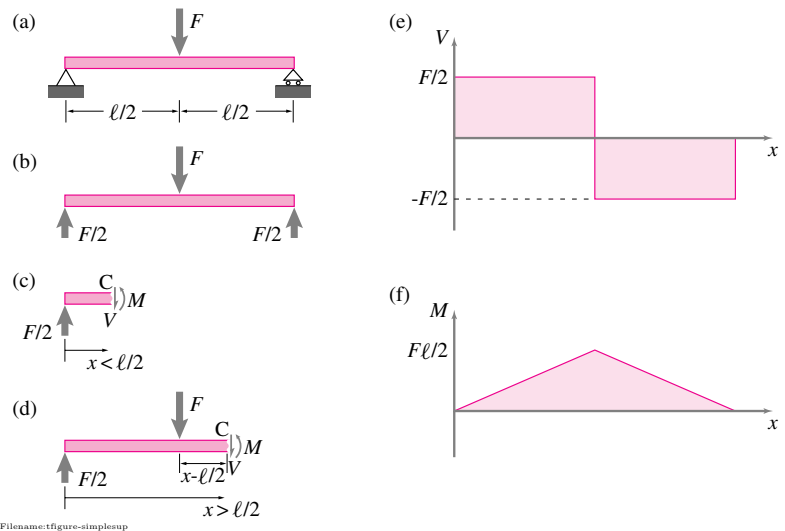 (a)
F
ℓ/2 ℓ/2
(b)
F
F/2 F/2
(c)
C
M
V
F/2
x<ℓ/2
(d)
F
C
M
V
F/2
x-ℓ/2
x>ℓ/2
(e)
V
F/2
x
-F/2
(f)
M
Fℓ/2
x
Filename:tfigure-simplesup